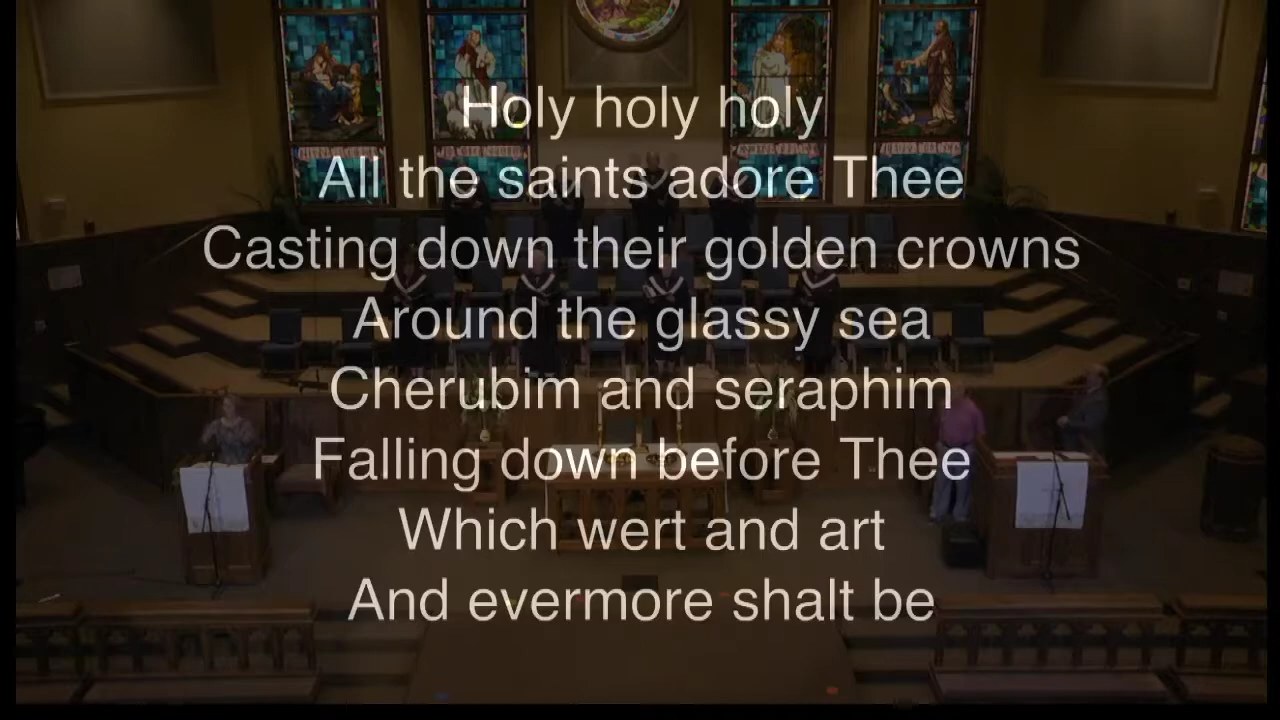 Holy holy holy
All the saints adore Thee
Casting down their golden crowns
Around the glassy sea
Cherubim and seraphim
Falling down before Thee
Which wert and art
And evermore shalt be